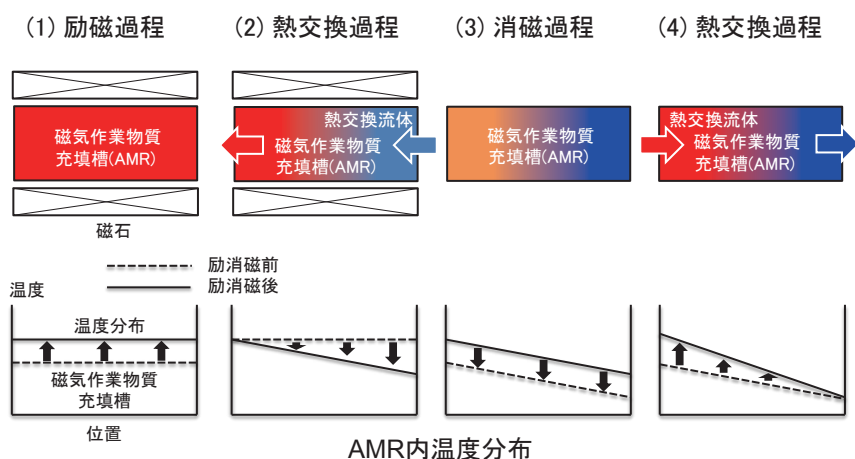 (1) 励磁過程
(2) 熱交換過程
(3) 消磁過程
(4) 熱交換過程
磁気作業物質
充填槽(AMR)
熱交換流体
磁気作業物質
充填槽(AMR)
磁気作業物質
充填槽(AMR)
熱交換流体
磁気作業物質
充填槽(AMR)
磁石
励消磁前
励消磁後
温度
温度分布
磁気作業物質
充填槽
位置
AMR内温度分布